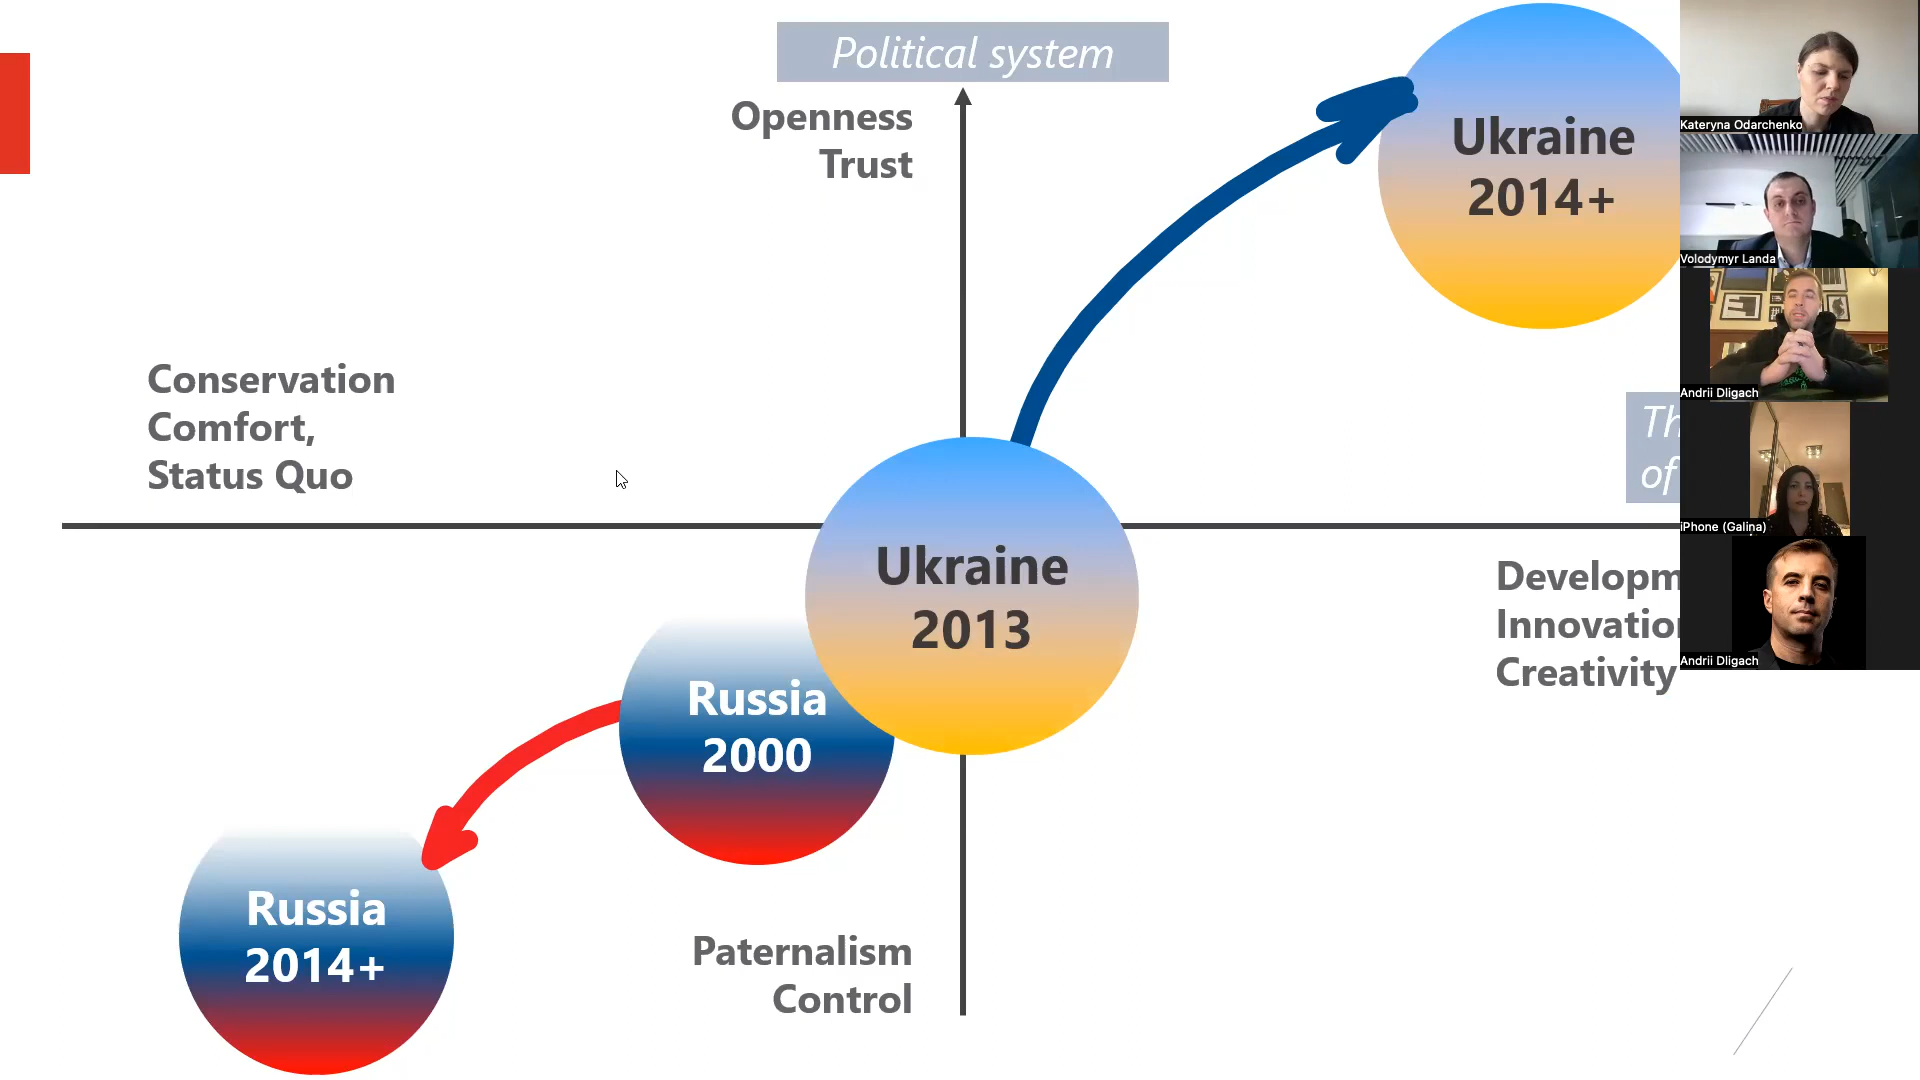 Political system
Openness
Trust
Ukraine
2014+
Conservation
Comfort,
Status Quo
Ukraine
2013
Russia
2000
Russia
2014+
Paternalism
Control
Th
of
Developm
Innovatio
Creativity
Kateryna Odarchenko
Volodymyr Landa
Andrii Dligach
iPhone (Galina)
Andrii Dligach